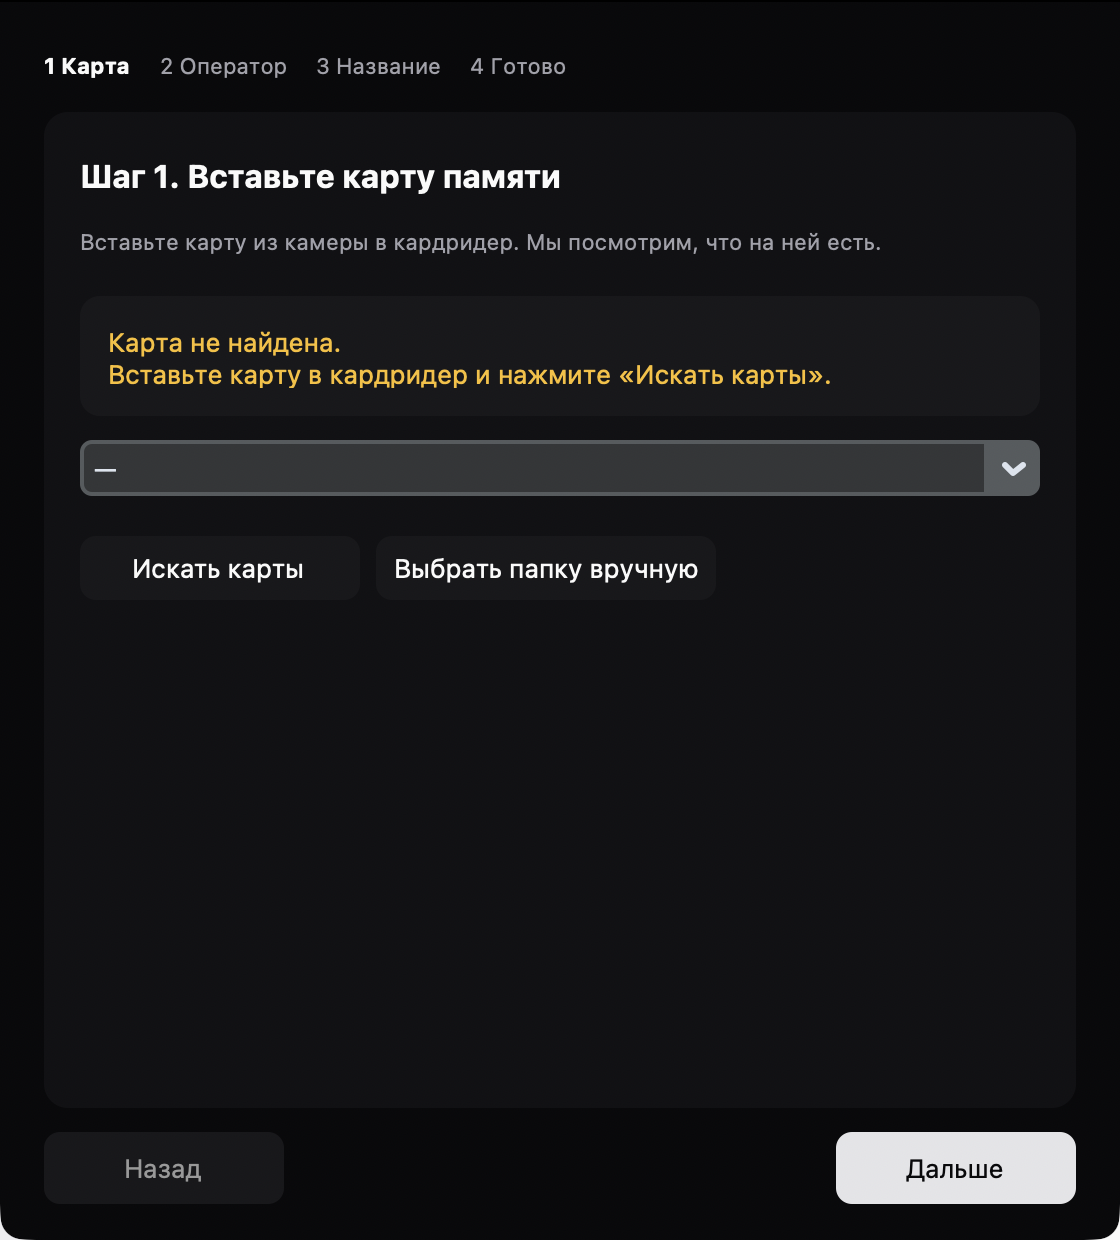 1 Карта 2 Оператор 3 Название 4 Готово
Шаг 1. Вставьте карту памяти
Вставьте карту из камеры в кардридер. Мы посмотрим, что на ней есть.
Карта не найдена.
Вставьте карту в кардридер и нажмите «Искать карты».
—
Искать карты Выбрать папку вручную
Назад Дальше